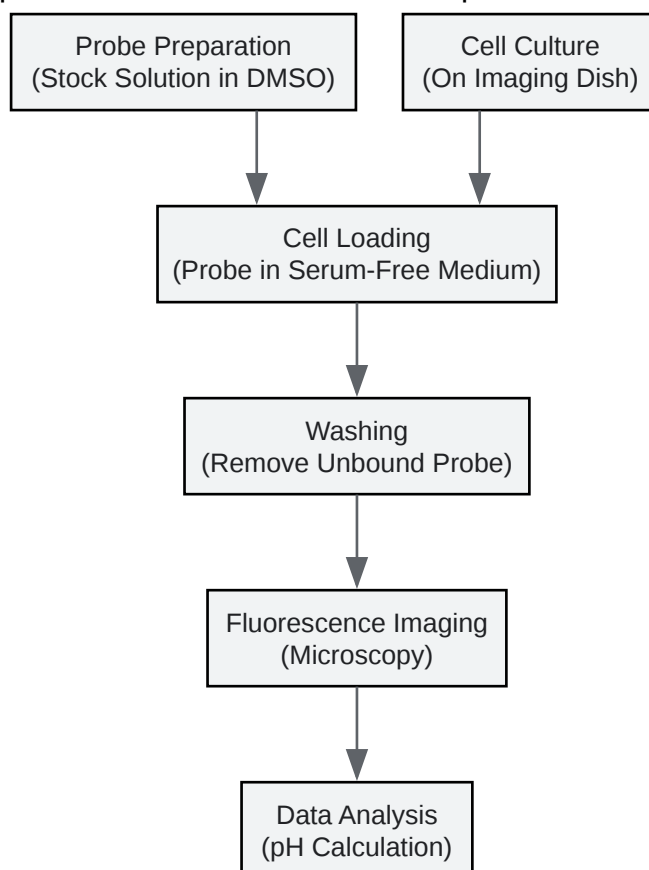 Probe Preparation
(Stock Solution in DMSO)
Cell Culture
(On Imaging Dish)
Cell Loading
(Probe in Serum-Free Medium)
Washing
(Remove Unbound Probe)
Fluorescence Imaging
(Microscopy)
Data Analysis
(pH Calculation)